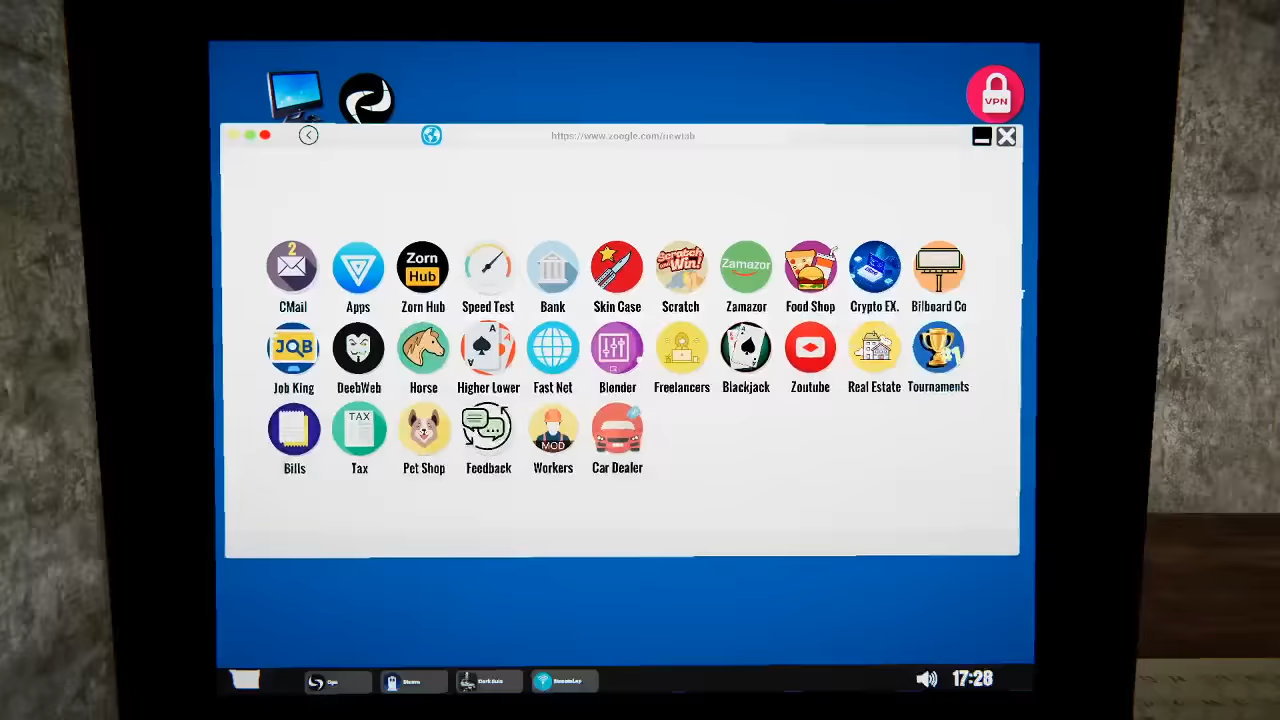 VPN
https://www.zoogle.com/newtab
2
Zorn
Hub
Scratch
and Win!
Zamazor
CMail Apps Zorn Hub Speed Test Bank Skin Case Scratch Zamazor Food Shop Crypto EX. Bilboard Co
JOB
A
A
Job King DeebWeb Horse Higher Lower Fast Net Blender Freelancers Blackjack Zoutube Real Estate Tournaments
TAX
MOD
Bills Tax Pet Shop Feedback Workers Car Dealer
17:28